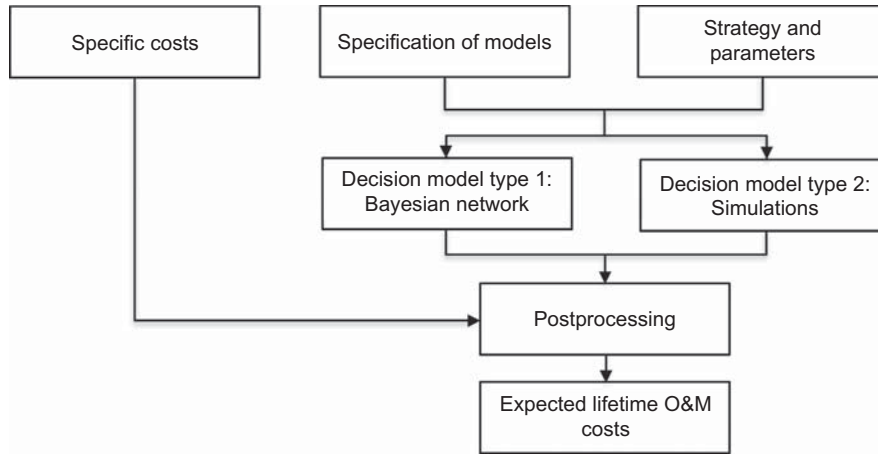 Specific costs
Specification of models
Strategy and
parameters
Decision model type 1:
Bayesian network
Decision model type 2:
Simulations
Postprocessing
Expected lifetime O&M
costs